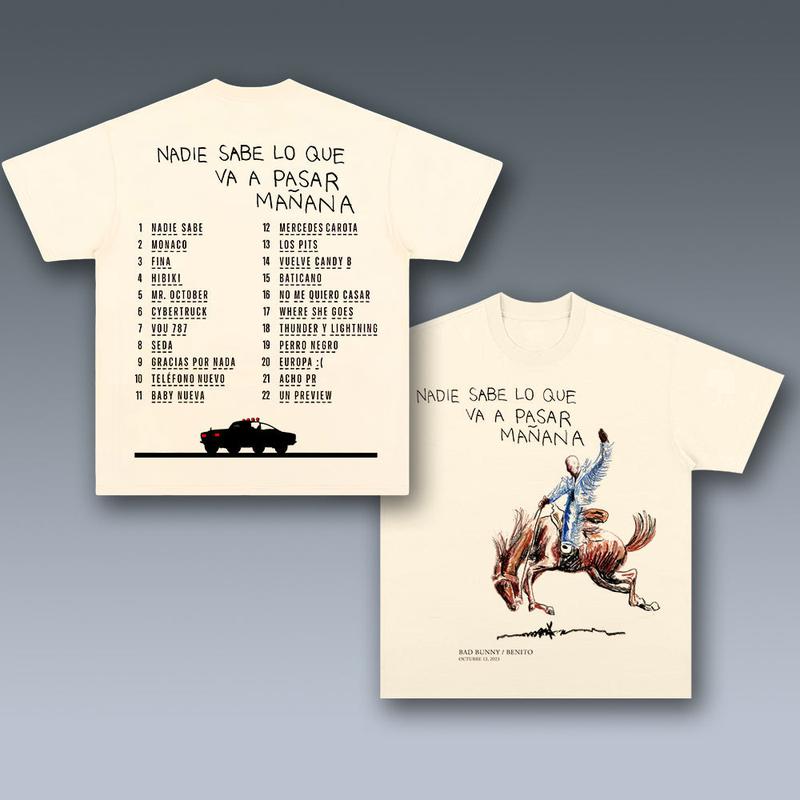 NADIE SABE LO QUE
VA A PASAR
MAÑANA
1 NADIE SABE
2 MONACO
3 FINA
4 HIBIKI
5 MR. OCTOBER
6 CYBERTRUCK
7 VOU 787
8 SEDA
9 GRACIAS POR NADA
10 TELÉFONO NUEVO
11 BABY NUEVA
12 MERCEDES CAROTA
13 LOS PITS
14 VUELVE CANDY B
15 BATICANO
16 NO ME QUIERO CASAR
17 WHERE SHE GOES
18 THUNDER Y LIGHTNING
19 PERRO NEGRO
20 EUROPA :(
21 ACHO PR
22 UN PREVIEW
NADIE SABE LO QUE
VA A PASAR
MAÑANA
BAD BUNNY / BENITO
OCTUBRE 13, 2023